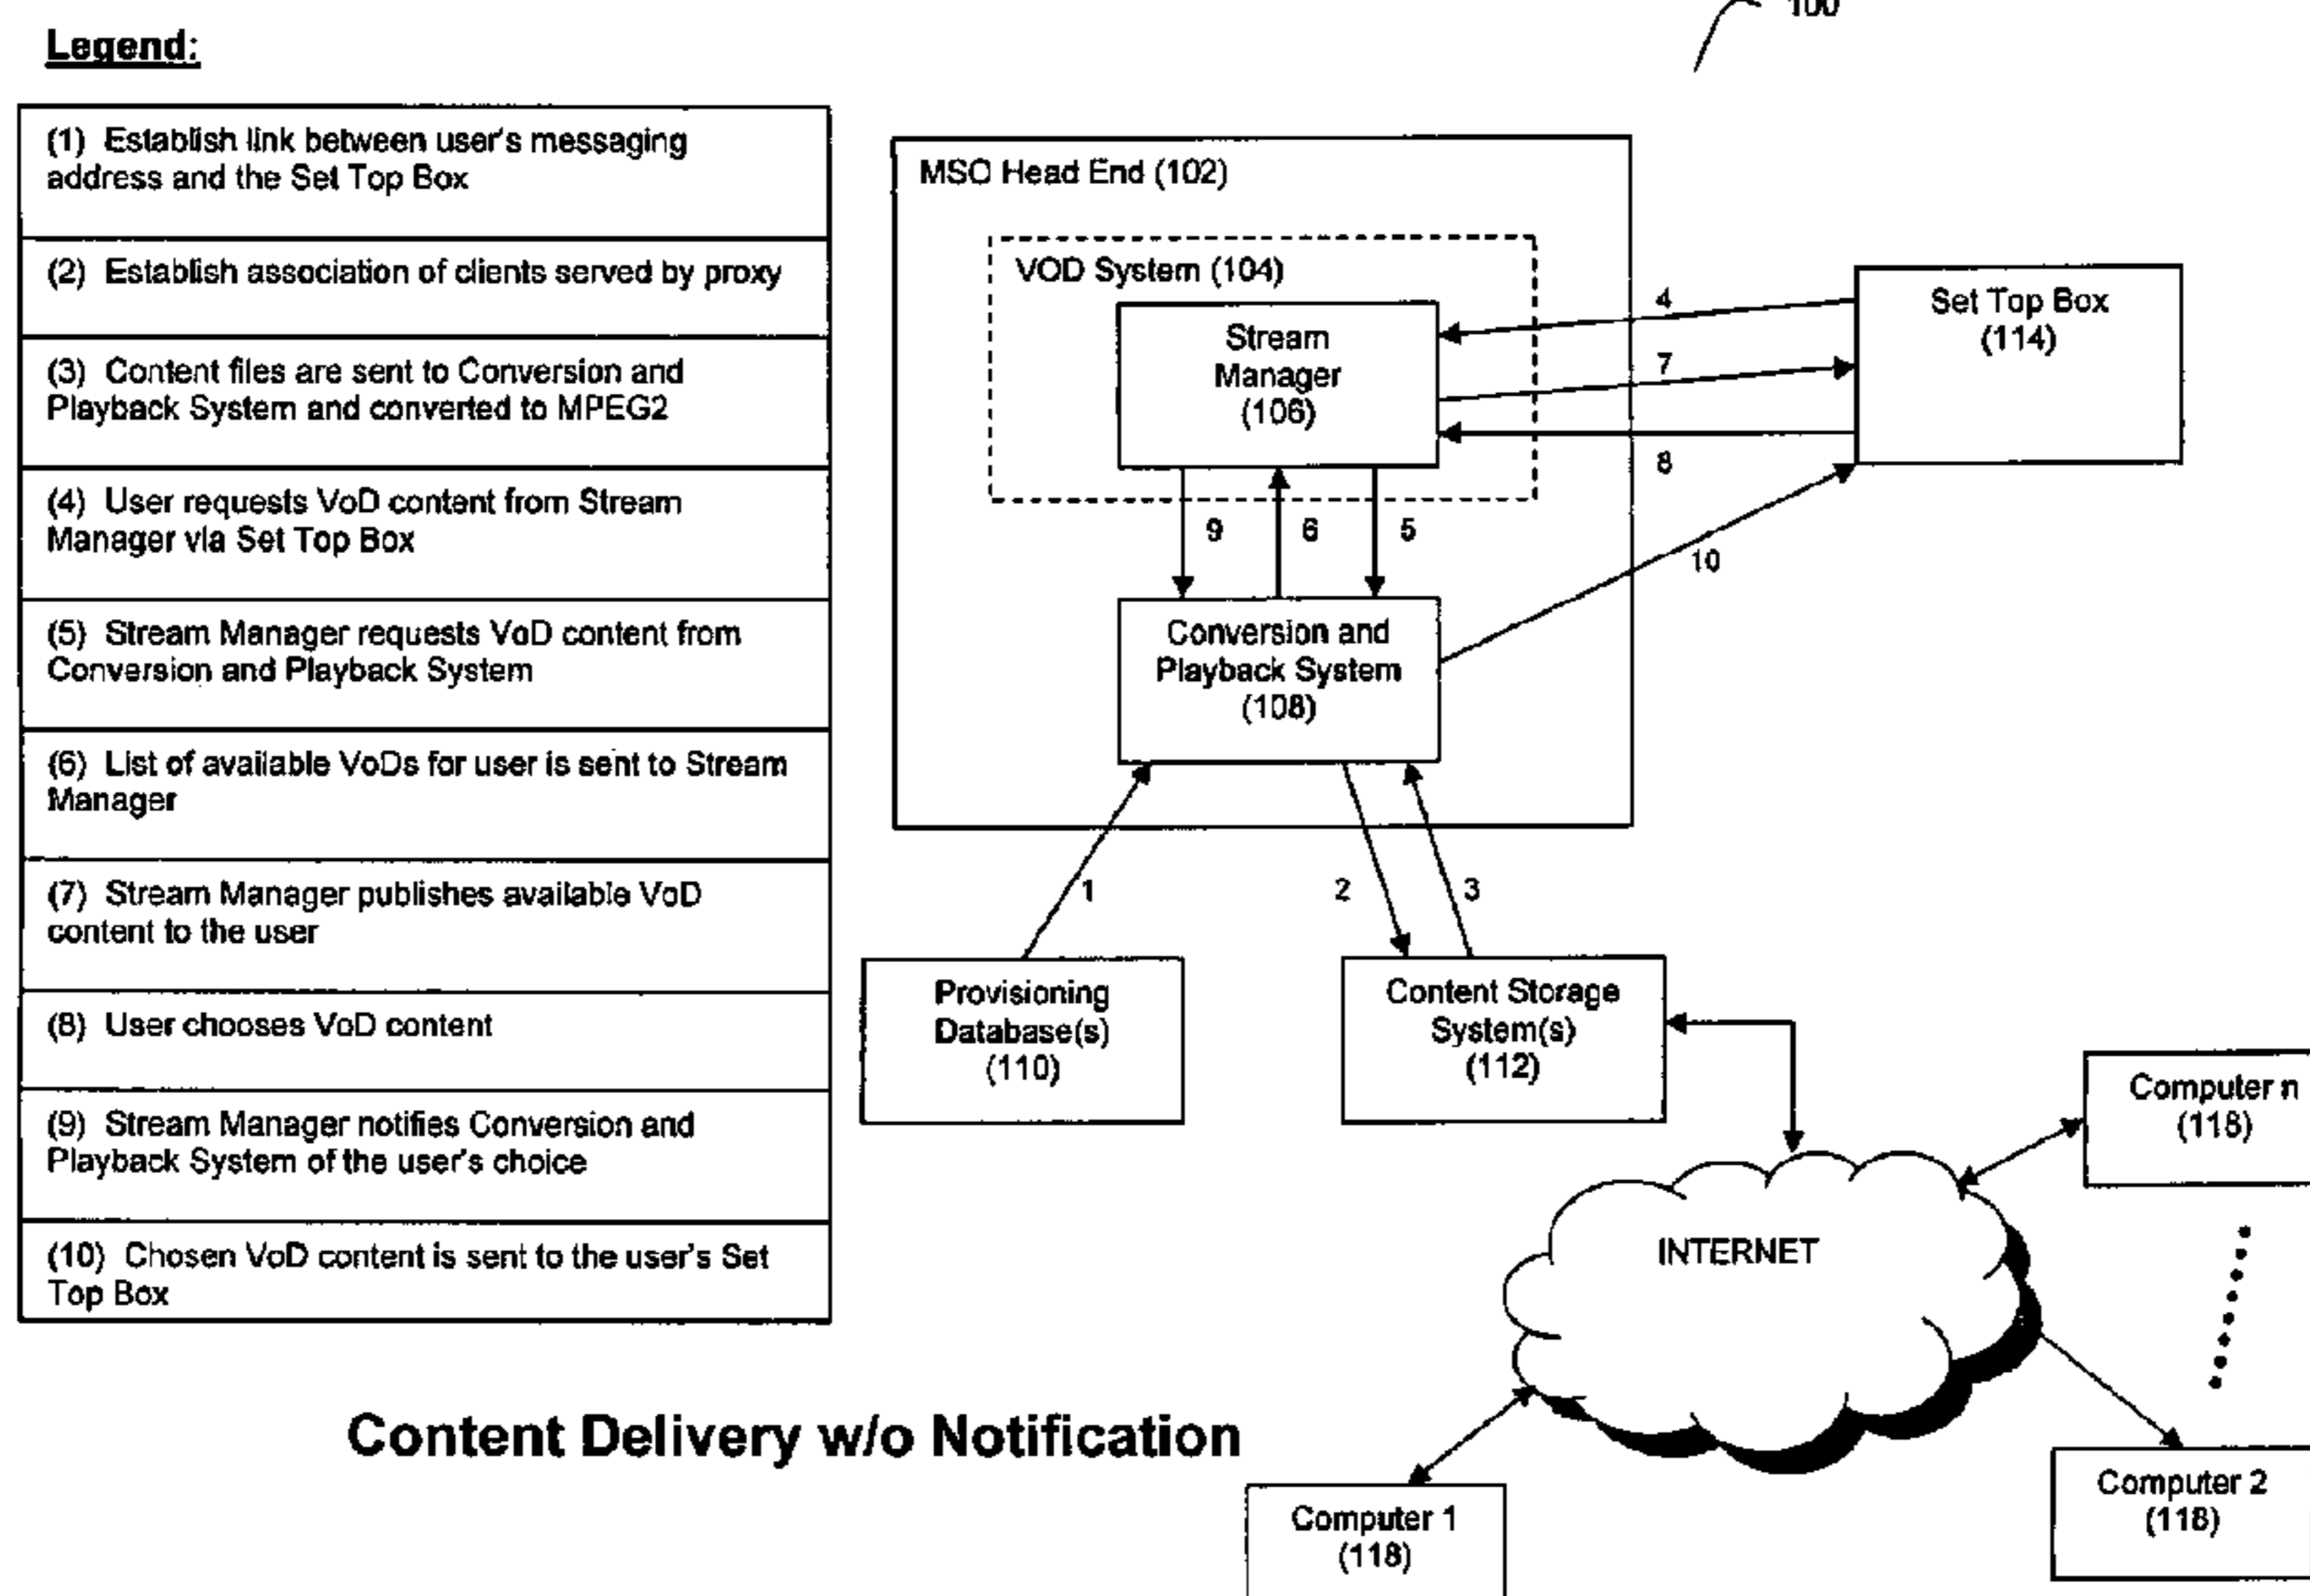 100
Legend:
(1) Establish link between user's messaging
address and the Set Top Box
(2) Establish association of clients served by proxy
(3) Content files are sent to Conversion and
Playback System and converted to MPEG2
(4) User requests VoD content from Stream
Manager via Set Top Box
(5) Stream Manager requests VoD content from
Conversion and Playback System
(6) List of available VoDs for user is sent to Stream
Manager
(7) Stream Manager publishes available VoD
content to the user
(8) User chooses VoD content
(9) Stream Manager notifies Conversion and
Playback System of the user's choice
(10) Chosen VoD content is sent to the user's Set
Top Box
MSO Head End (102)
VOD System (104)
Stream
Manager
(106)
4
7
8
Set Top Box
(114)
9
6
5
10
Conversion and
Playback System
(108)
1
2
3
Provisioning
Database(s)
(110)
Content Storage
System(s)
(112)
Computer n
(118)
INTERNET
Content Delivery w/o Notification
Computer 1
(118)
Computer 2
(118)